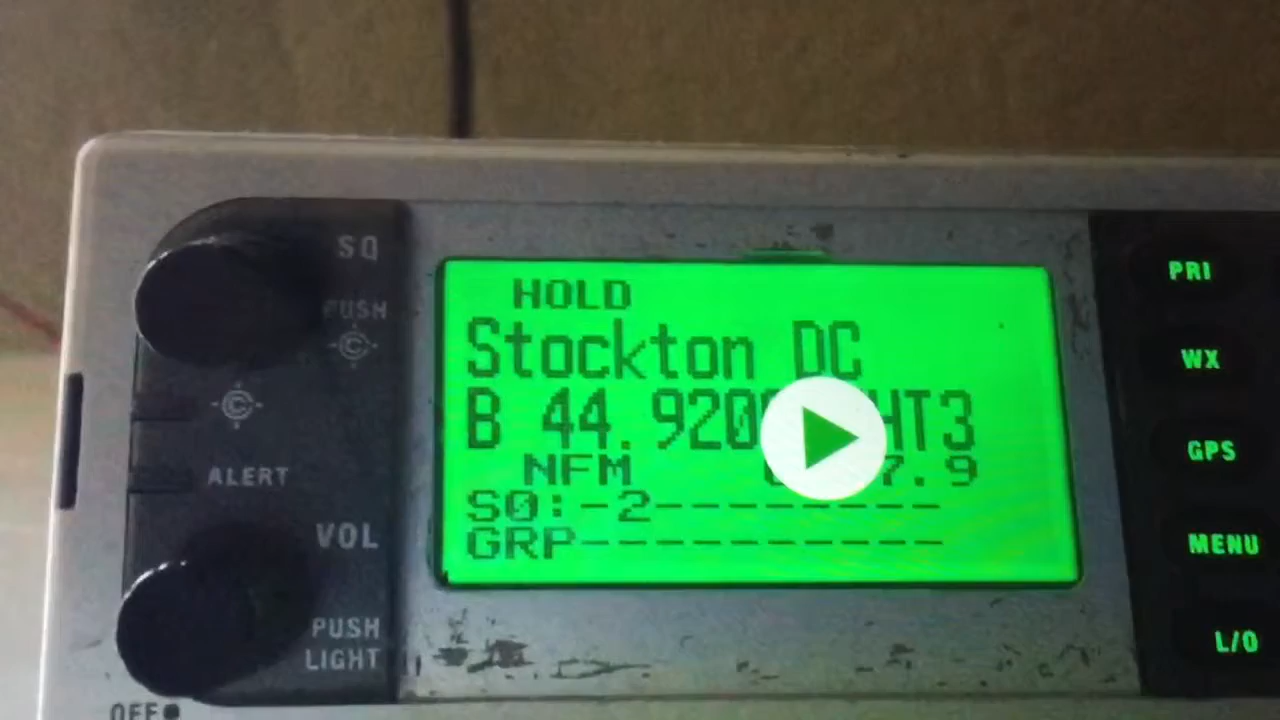 SQ
PUSH
ALERT
VOL
PUSH
LIGHT
OFF
HOLD
Stockton DC
B 44.920 HT3
NFM 7.9
S0:-2---------
GRP-----------
PRI
WX
GPS
MENU
L/O